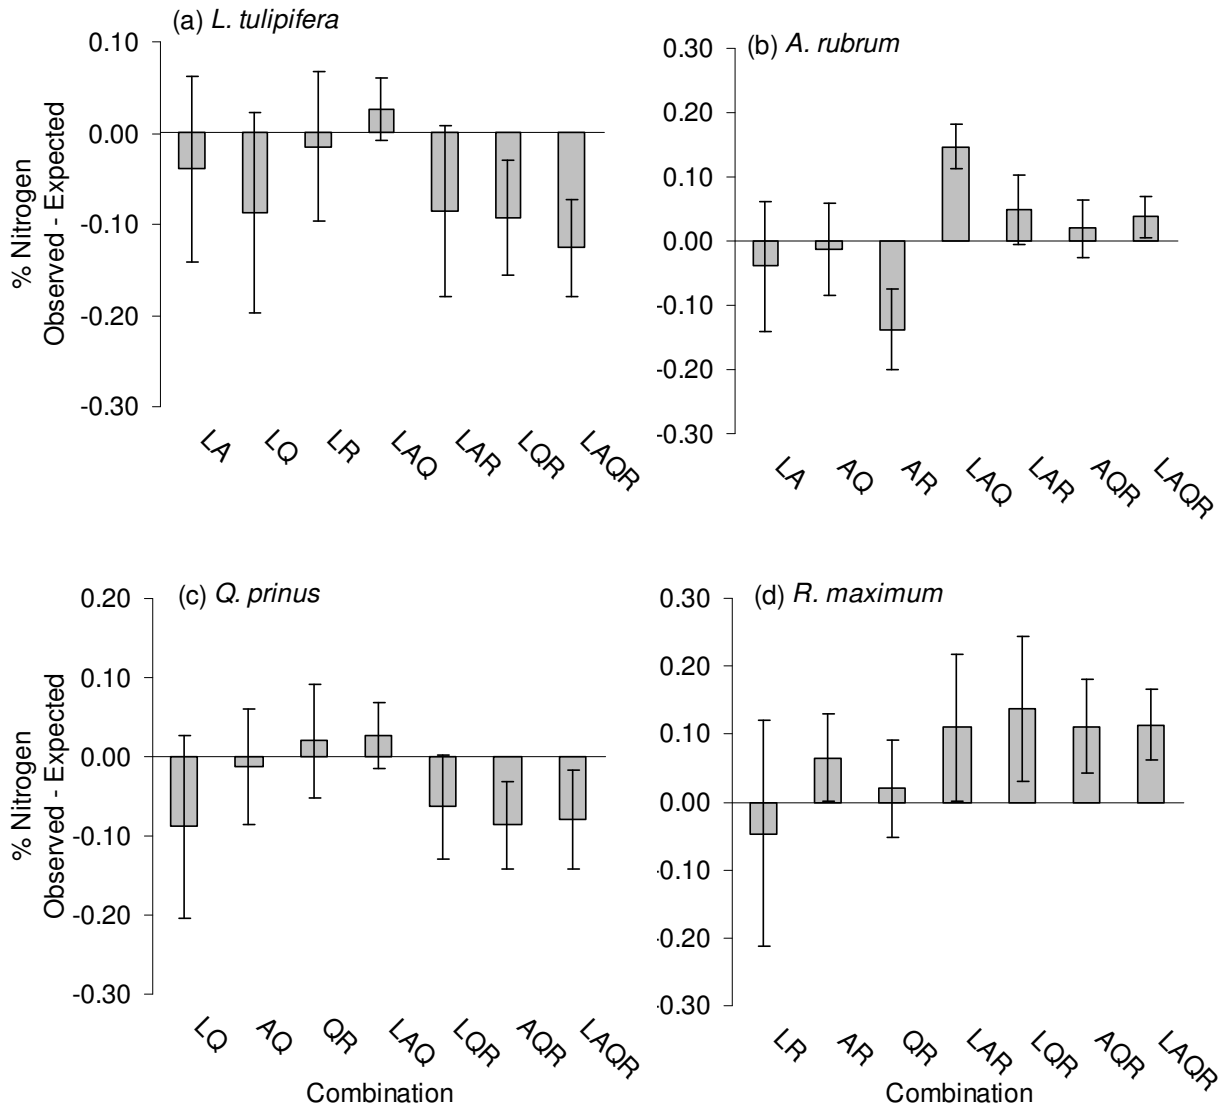 (a) L. tulipifera
0.10
0.00
-0.10
-0.20
-0.30
% Nitrogen
Observed - Expected
LA
LQ
LR
LAQ
LAR
LQR
LAQR
(b) A. rubrum
0.30
0.20
0.10
0.00
-0.10
-0.20
-0.30
LA
AQ
AR
LAQ
LAR
AQR
LAQR
(c) Q. prinus
0.20
0.10
0.00
-0.10
-0.20
-0.30
% Nitrogen
Observed - Expected
LQ
AQ
QR
LAQ
LQR
AQR
LAQR
Combination
(d) R. maximum
0.30
0.20
0.10
0.00
-0.10
-0.20
-0.30
LR
AR
QR
LAR
LQR
AQR
LAQR
Combination